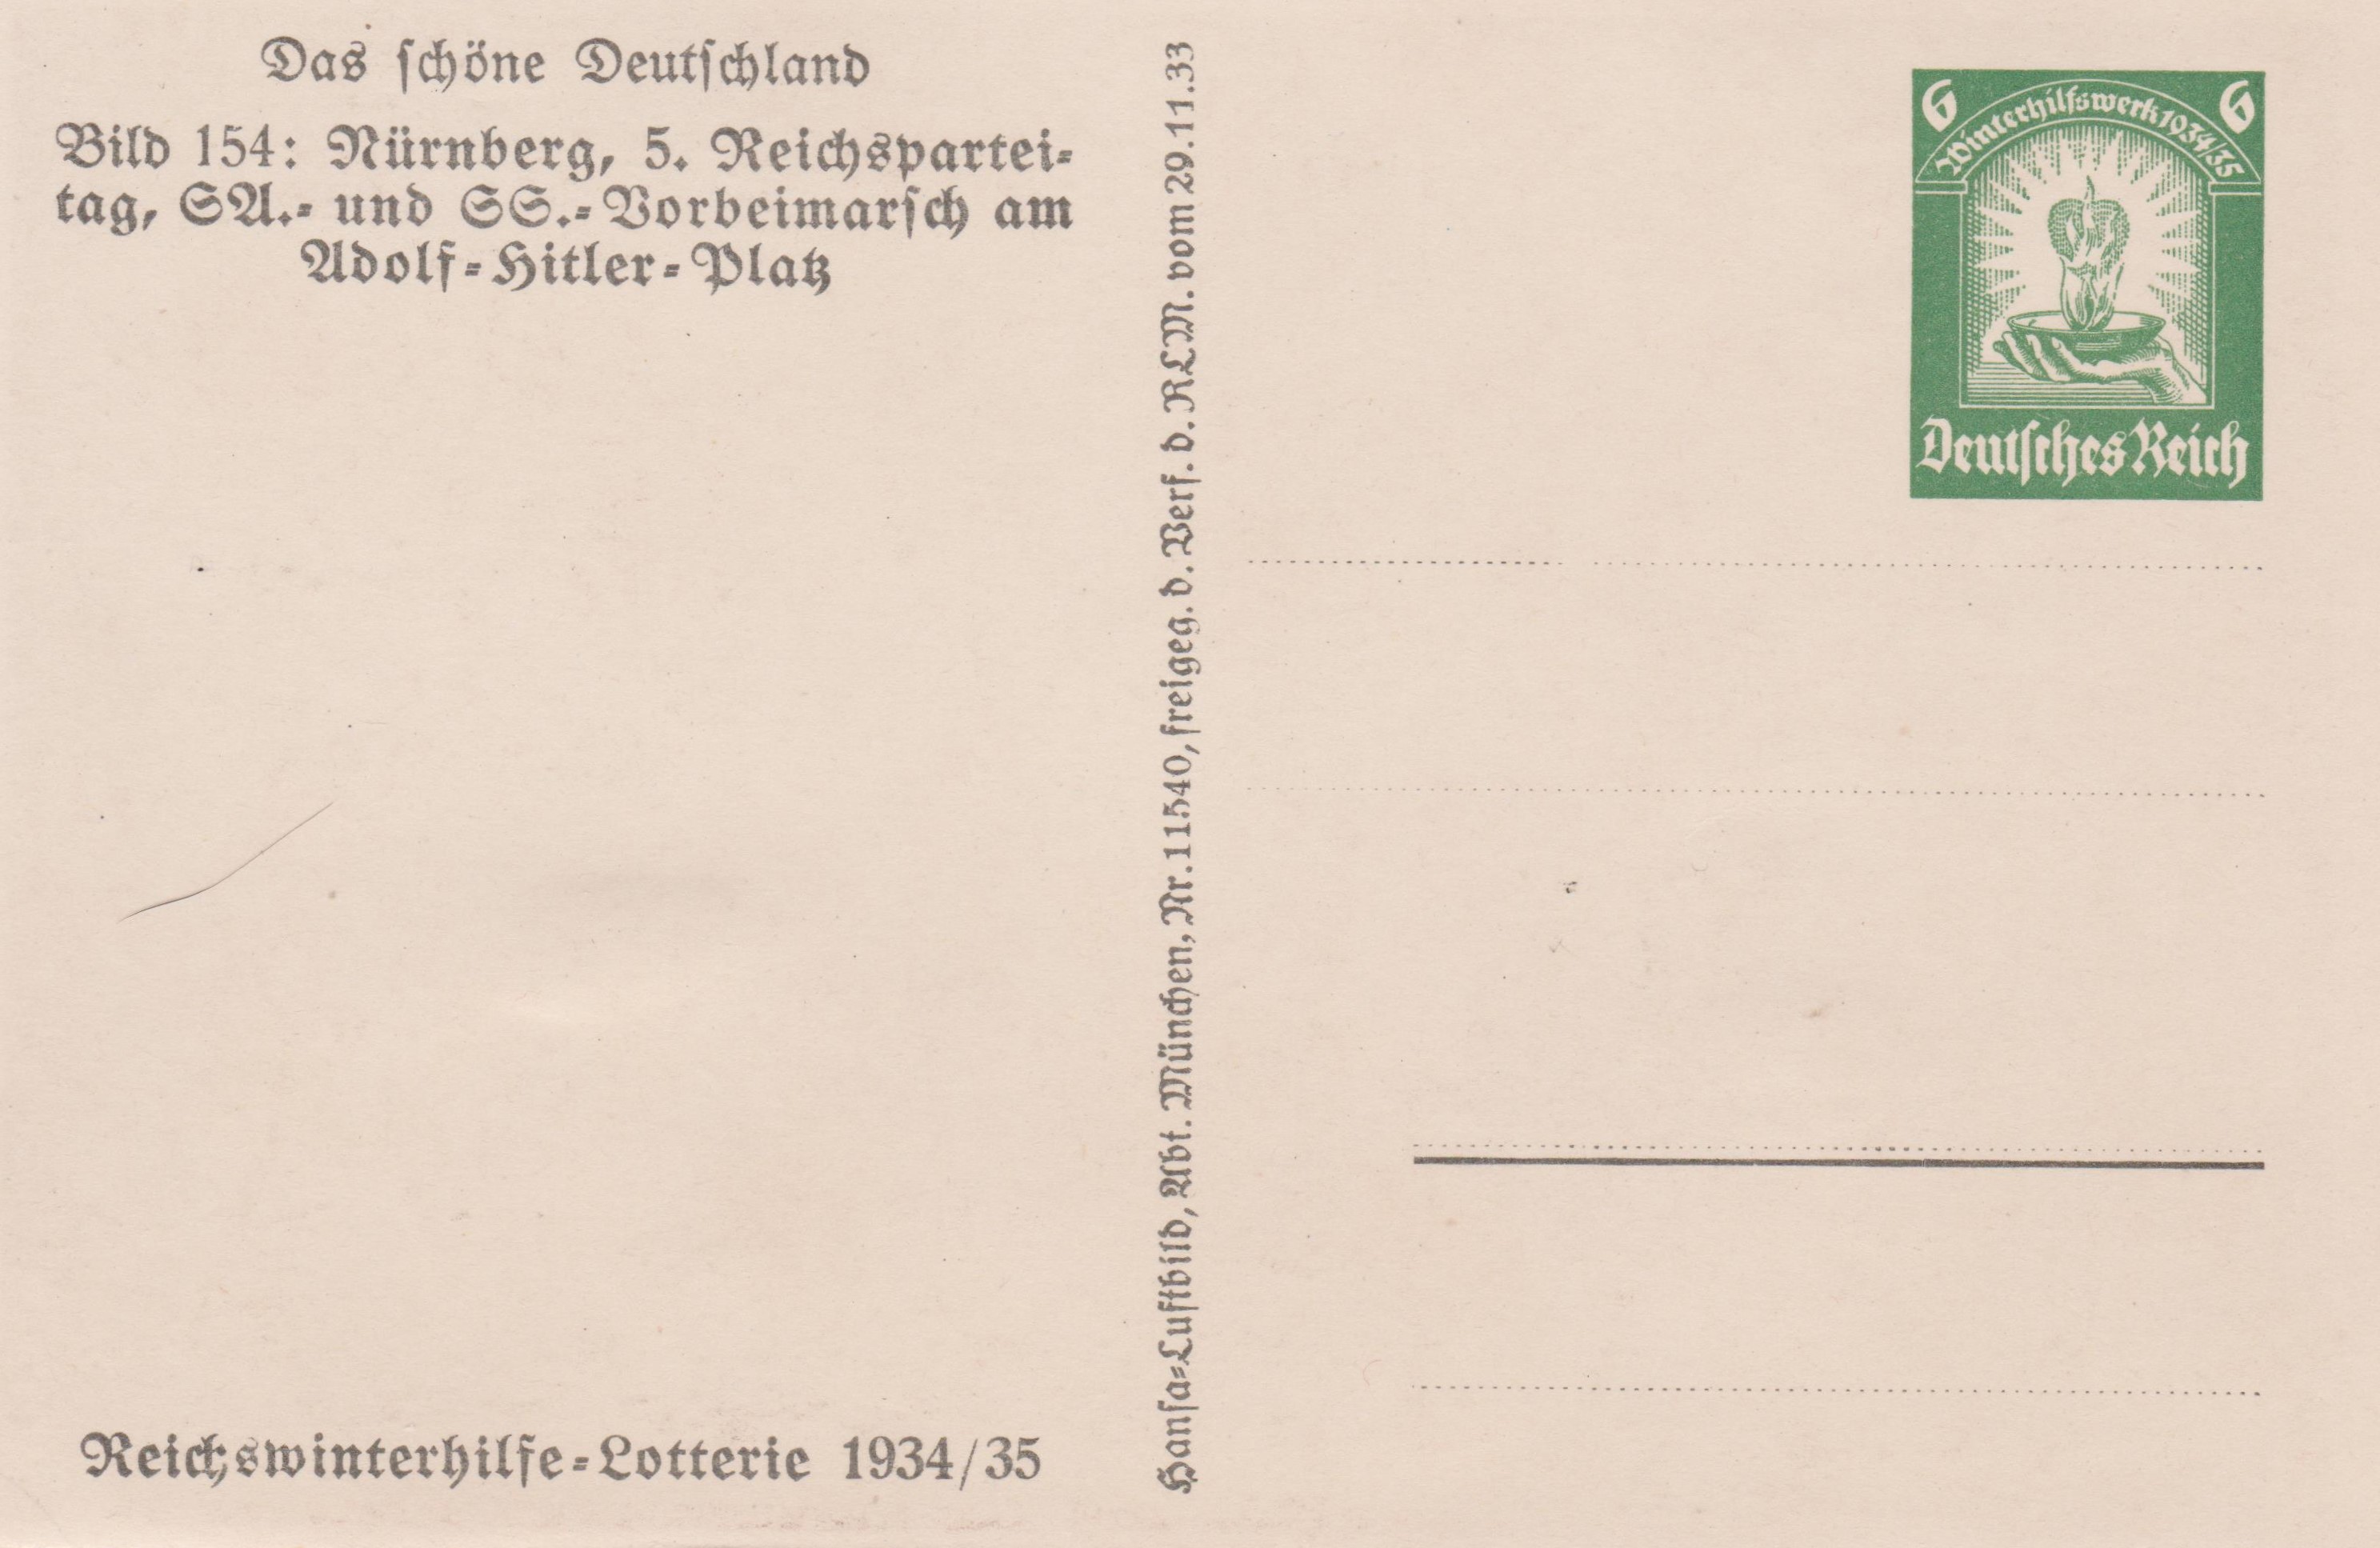 Das schöne Deutschland
Bild 154: Nürnberg, 5. Reichspartei-
tag, SA.- und SS.-Vorbeimarsch am
Adolf-Hitler-Platz
Reichswinterhilfe-Lotterie 1934/35
Hansa-Luftbild, Abt. München, Nr. 11540, freigeg. d. Verf. d. RLM. vom 29.11.33
6 6
Winterhilfswerk 1934/35
Deutsches Reich